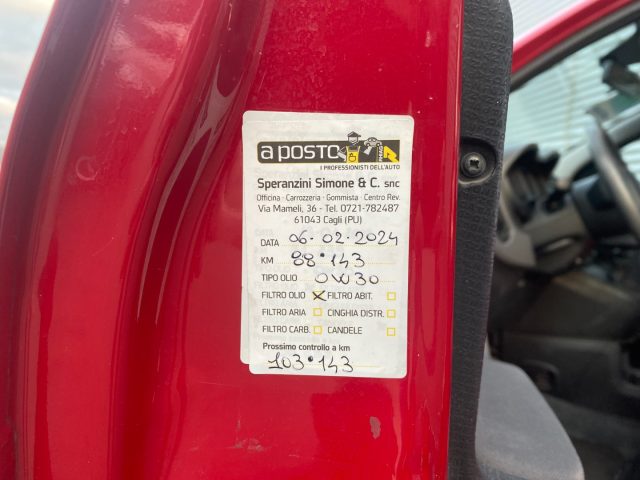 a posto
I PROFESSIONISTI DELL'AUTO
Speranzini Simone & C. snc
Officina - Carrozzeria - Gommista - Centro Rev.
Via Mameli, 36 - Tel. 0721-782487
61043 Cagli (PU)
DATA 06-02-2024
KM 88.143
TIPO OLIO 0W30
FILTRO OLIO X FILTRO ABIT.
FILTRO ARIA CINGHIA DISTR.
FILTRO CARB. CANDELE
Prossimo controllo a km
103.143